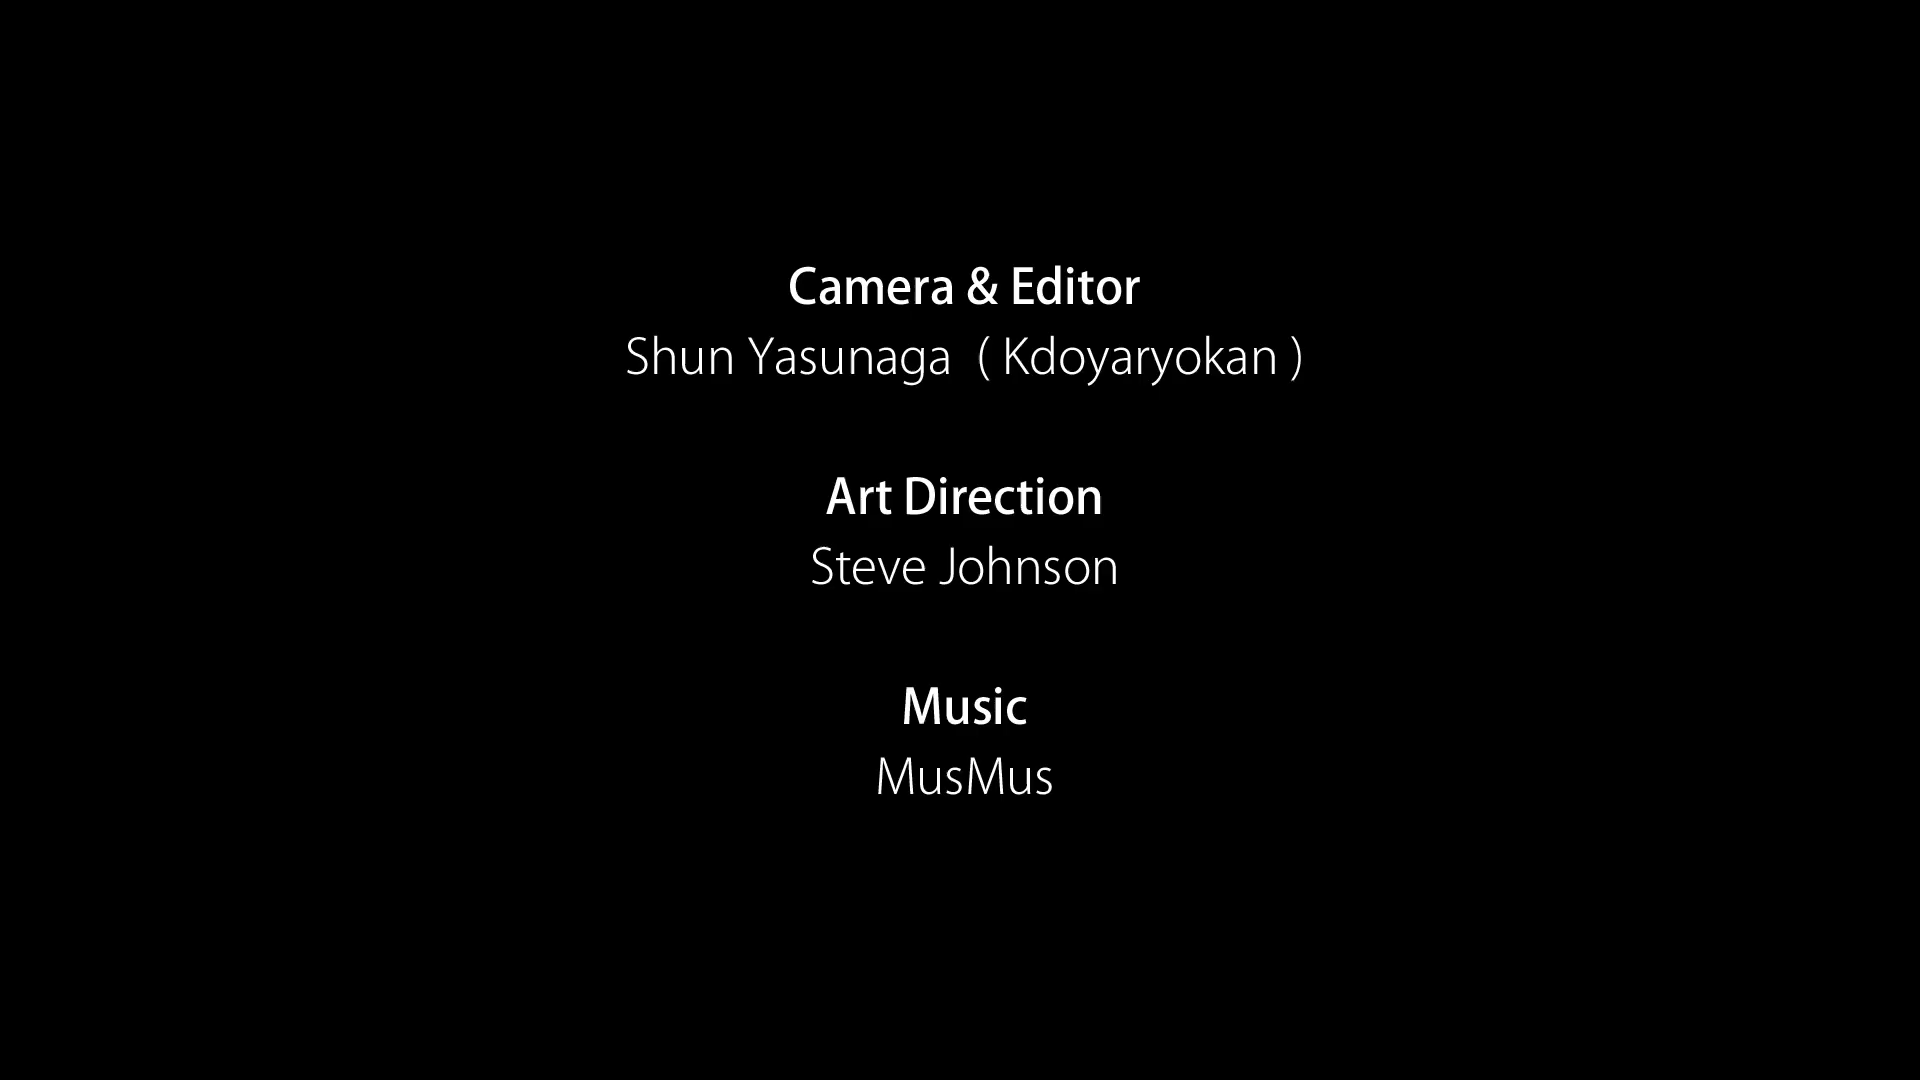 Camera & Editor
Shun Yasunaga ( Kdoyaryokan )
Art Direction
Steve Johnson
Music
MusMus